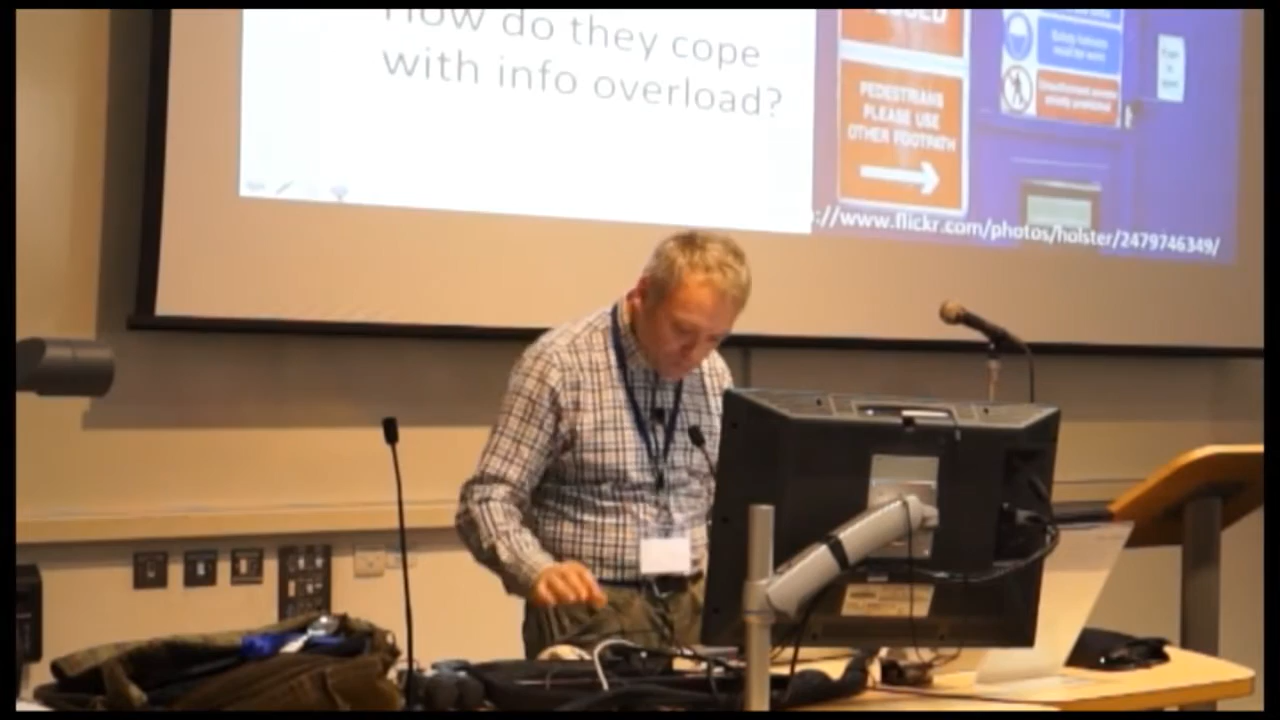 How do they cope
with info overload?
PEDESTRIANS
PLEASE USE
OTHER FOOTPATH
://www.flickr.com/photos/holster/2479746349/